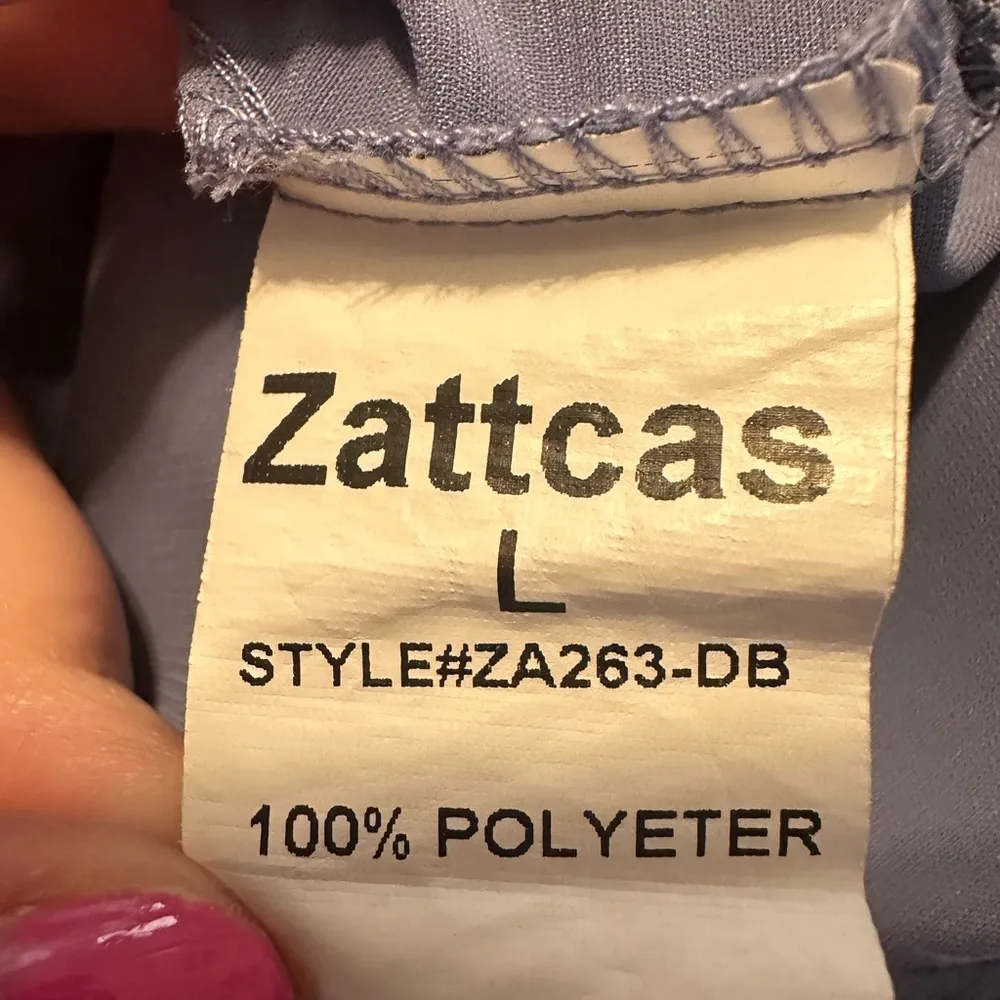 Zattcas
L
STYLE#ZA263-DB
100% POLYETER